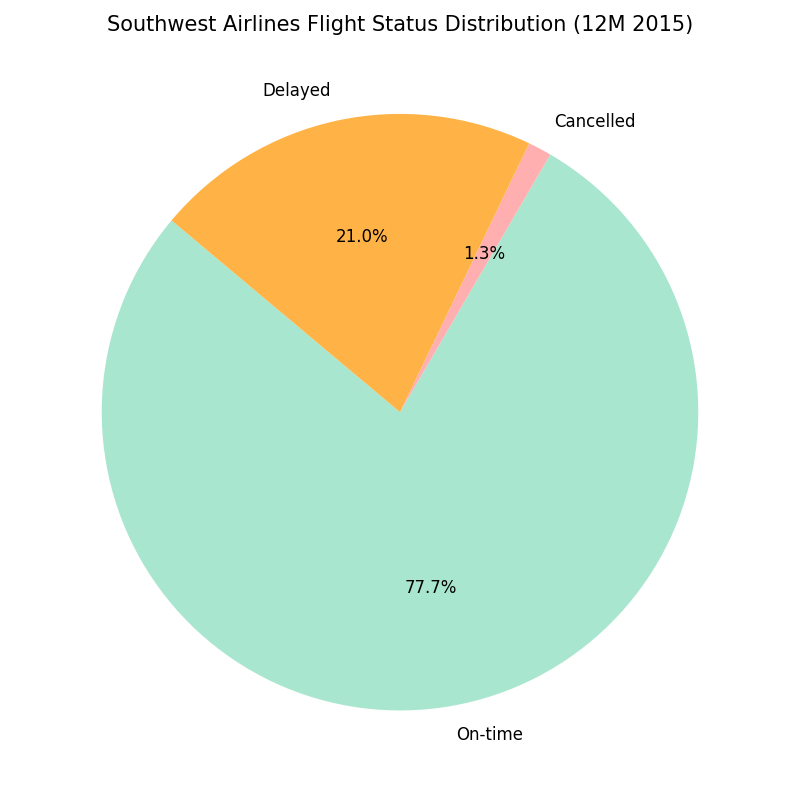 Southwest Airlines Flight Status Distribution (12M 2015)
Delayed
Cancelled
21.0%
1.3%
77.7%
On-time